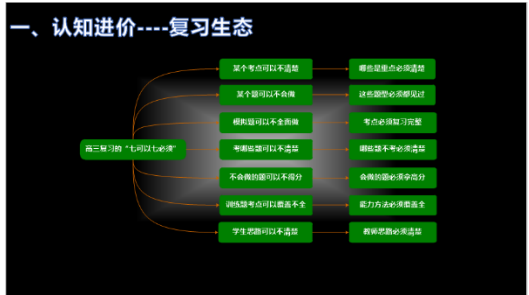 一、认知进价----复习生态
高三复习的“七可以七必须”
某个考点可以不清楚
哪些是重点必须清楚
某个题可以不会做
这些题型必须都见过
模拟题可以不全面做
考点必须复习完整
考哪些题可以不清楚
哪些题不考必须清楚
不会做的题可以不得分
会做的题必须拿高分
训练题考点可以覆盖不全
能力方法必须覆盖全
学生思路可以不清楚
教师思路必须清楚